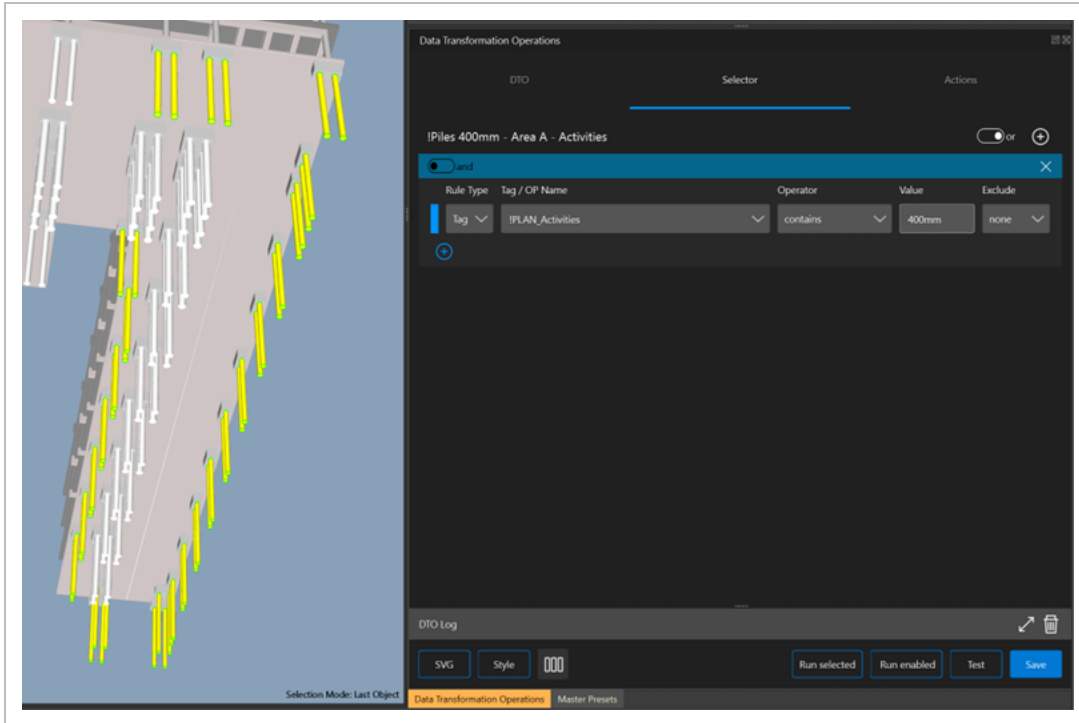 Data Transformation Operations
DTO Selector Actions
!Piles 400mm - Area A - Activities or
and
Rule Type Tag / OP Name Operator Value Exclude
Tag !PLAN_Activities contains 400mm none
DTO Log
SVG Style Run selected Run enabled Test Save
Selection Mode: Last Object
Data Transformation Operations Master Presets